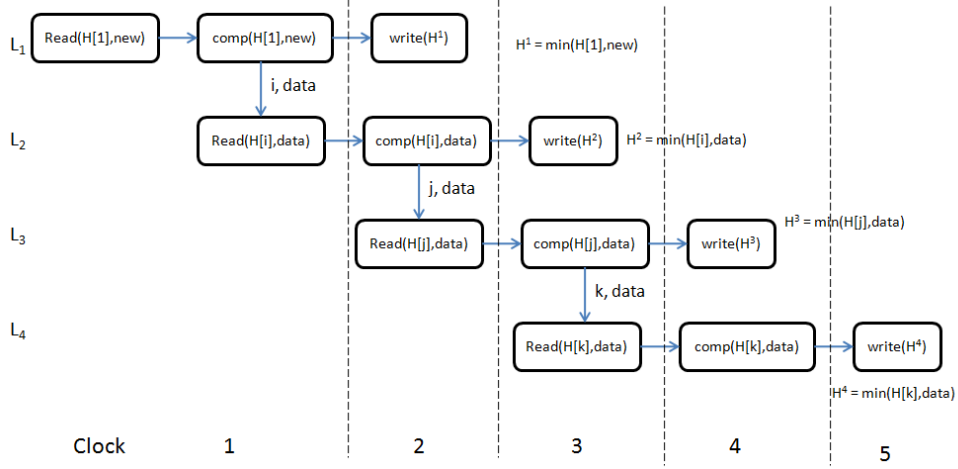 L1 Read(H[1],new) comp(H[1],new) write(H¹) H¹ = min(H[1],new)
i, data
L2 Read(H[i],data) comp(H[i],data) write(H²) H² = min(H[i],data)
j, data
L3 Read(H[j],data) comp(H[j],data) write(H³) H³ = min(H[j],data)
k, data
L4 Read(H[k],data) comp(H[k],data) write(H⁴)
H⁴ = min(H[k],data)
Clock 1 2 3 4 5